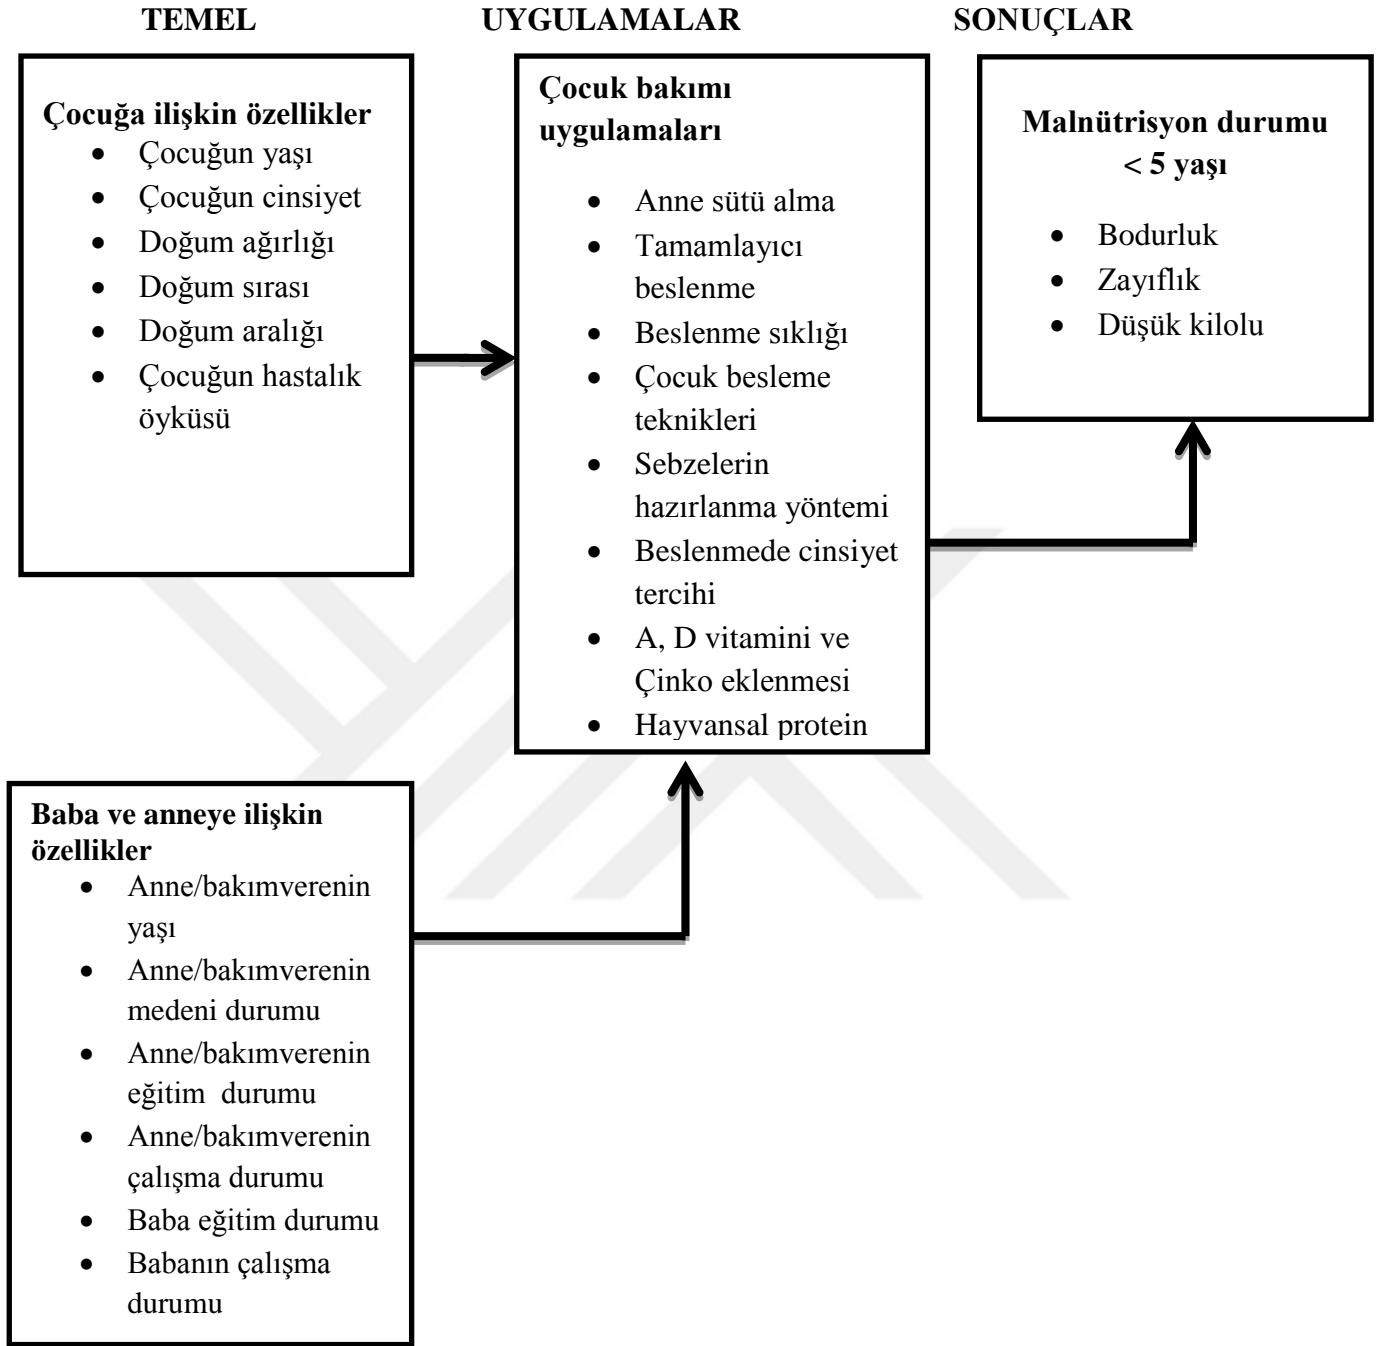 TEMEL UYGULAMALAR SONUÇLAR
Çocuğa ilişkin özellikler
• Çocuğun yaşı
• Çocuğun cinsiyet
• Doğum ağırlığı
• Doğum sırası
• Doğum aralığı
• Çocuğun hastalık
öyküsü
Çocuk bakımı
uygulamaları
• Anne sütü alma
• Tamamlayıcı
beslenme
• Beslenme sıklığı
• Çocuk besleme
teknikleri
• Sebzelerin
hazırlanma yöntemi
• Beslenmede cinsiyet
tercihi
• A, D vitamini ve
Çinko eklenmesi
• Hayvansal protein
Malnütrisyon durumu
< 5 yaşı
• Bodurluk
• Zayıflık
• Düşük kilolu
Baba ve anneye ilişkin
özellikler
• Anne/bakımverenin
yaşı
• Anne/bakımverenin
medeni durumu
• Anne/bakımverenin
eğitim durumu
• Anne/bakımverenin
çalışma durumu
• Baba eğitim durumu
• Babanın çalışma
durumu